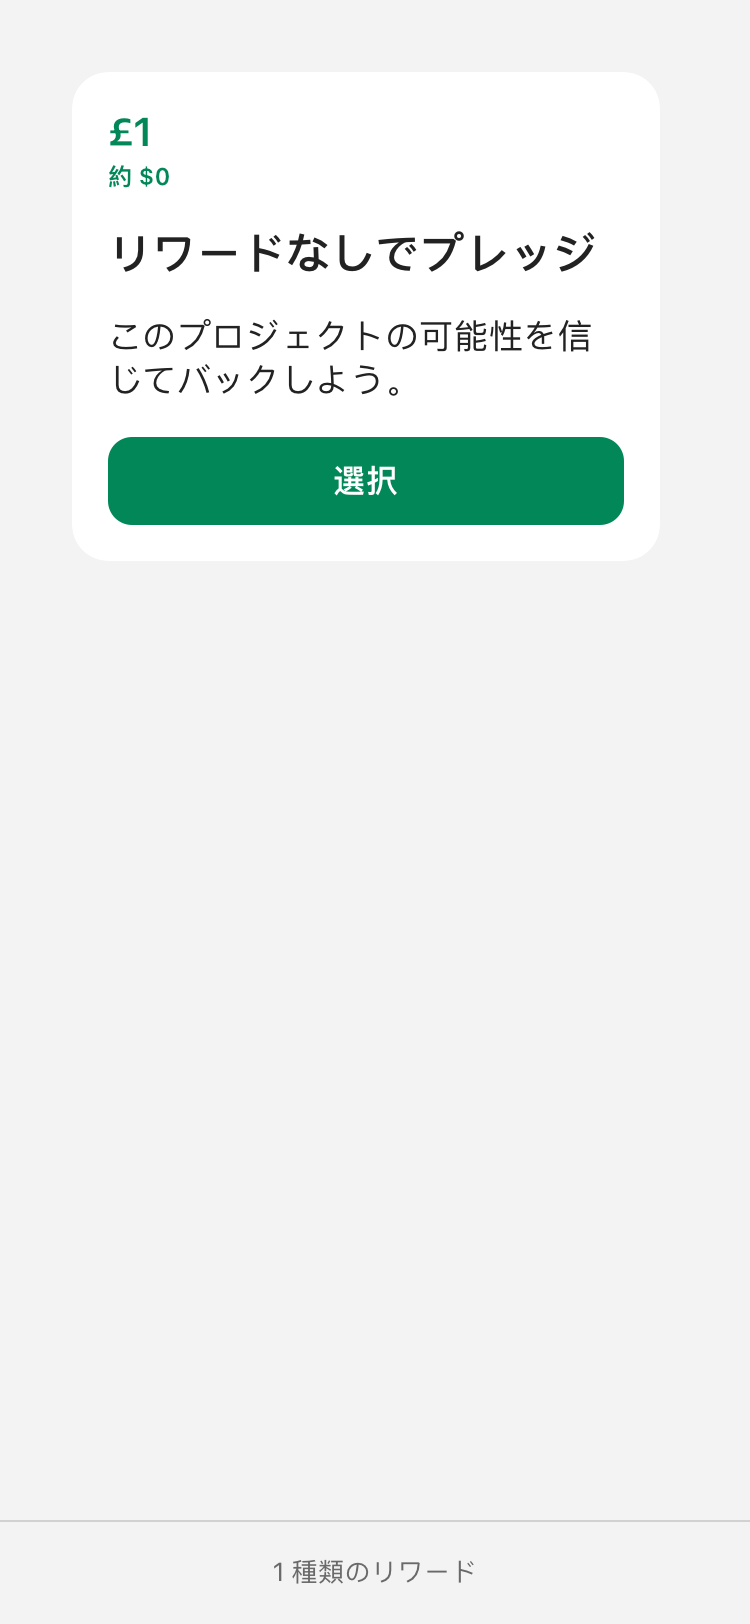 £1
約 $0
リワードなしでプレッジ
このプロジェクトの可能性を信
じてバックしよう。
選択
1 種類のリワード